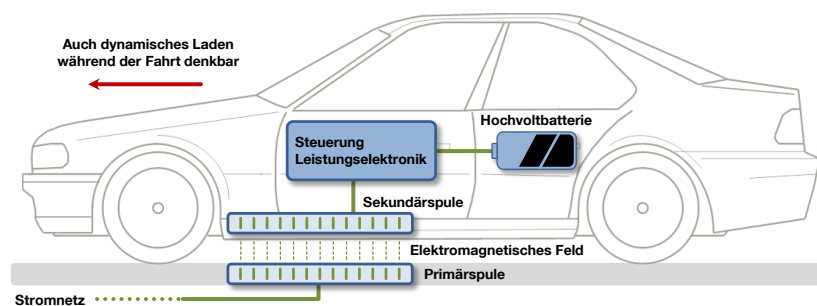 Auch dynamisches Laden
während der Fahrt denkbar
Hochvoltbatterie
Steuerung
Leistungselektronik
Sekundärspule
Elektromagnetisches Feld
Primärspule
Stromnetz